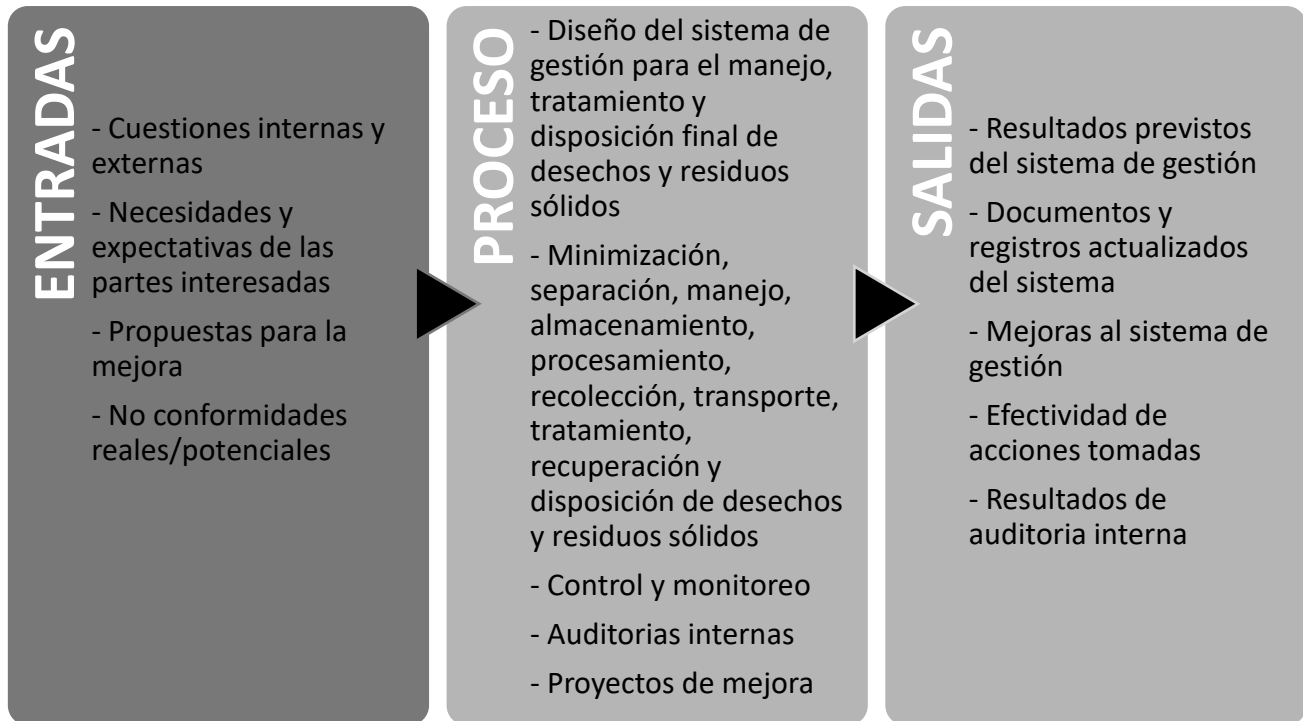 ENTRADAS
- Cuestiones internas y
externas
- Necesidades y
expectativas de las
partes interesadas
- Propuestas para la
mejora
- No conformidades
reales/potenciales
PROCESO
- Diseño del sistema de
gestión para el manejo,
tratamiento y
disposición final de
desechos y residuos
sólidos
- Minimización,
separación, manejo,
almacenamiento,
procesamiento,
recolección, transporte,
tratamiento,
recuperación y
disposición de desechos
y residuos sólidos
- Control y monitoreo
- Auditorias internas
- Proyectos de mejora
SALIDAS
- Resultados previstos
del sistema de gestión
- Documentos y
registros actualizados
del sistema
- Mejoras al sistema de
gestión
- Efectividad de
acciones tomadas
- Resultados de
auditoria interna